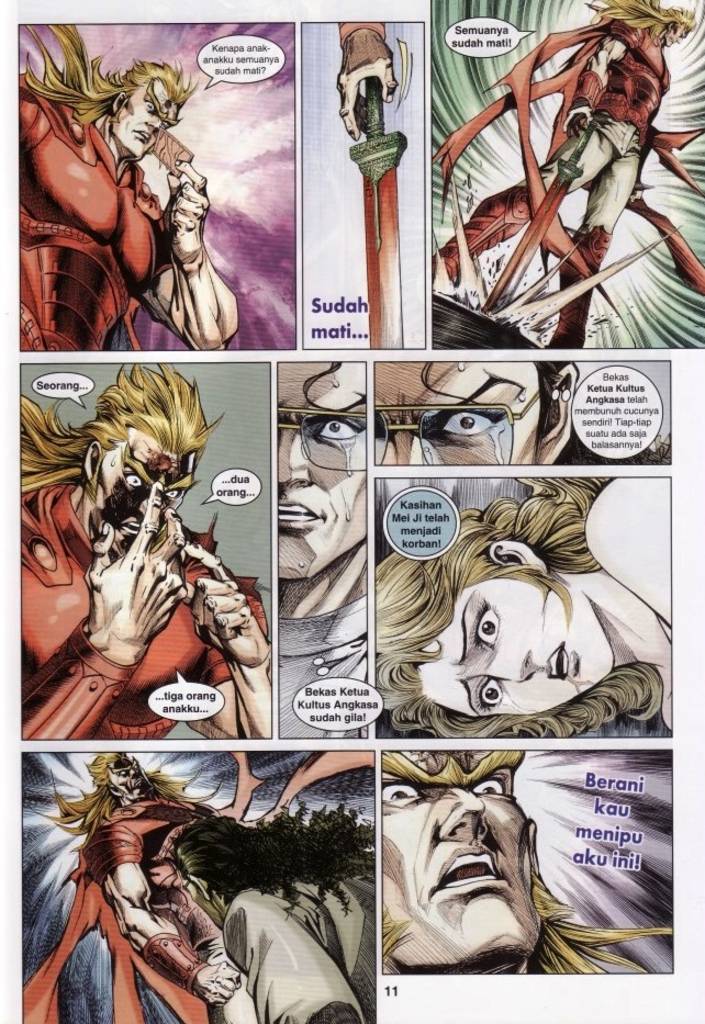 Kenapa anak-
anakku semuanya
sudah mati?
Sudah
mati...
Semuanya
sudah mati!
Seorang...
...dua
orang...
...tiga orang
anakku...
Bekas Ketua
Kultus Angkasa
sudah gila!
Bekas
Ketua Kultus
Angkasa telah
membunuh cucunya
sendiri! Tiap-tiap
suatu ada saja
balasannya!
Kasihan
Mei Ji telah
menjadi
korban!
Berani
kau
menipu
aku ini!
11